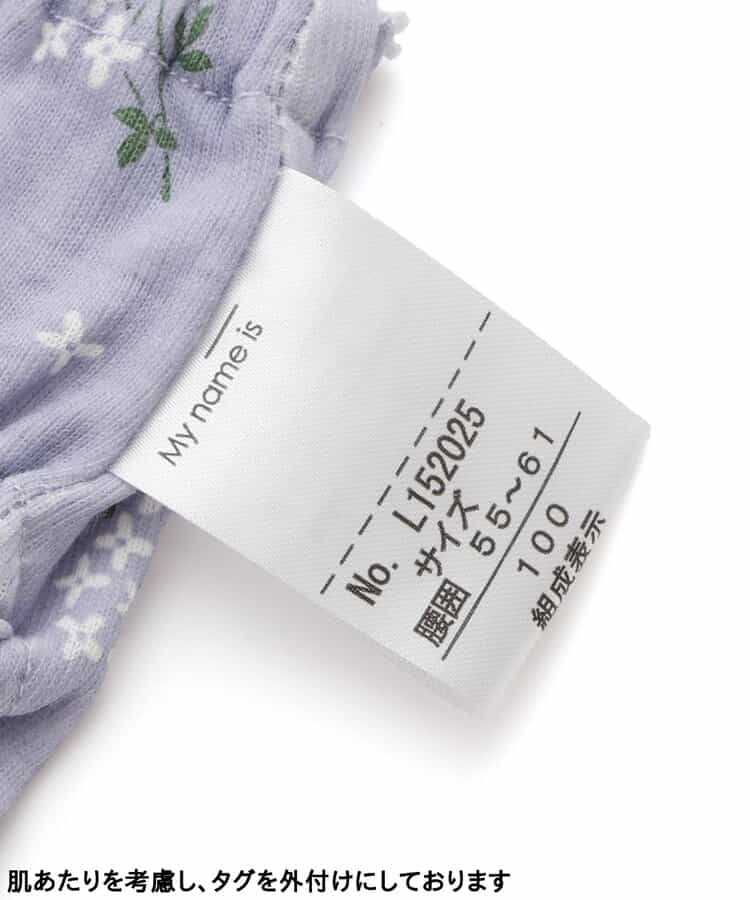 My name is
No. L152025
サイズ
腰囲 55～61
100
組成表示
肌あたりを考慮し、タグを外付けにしております